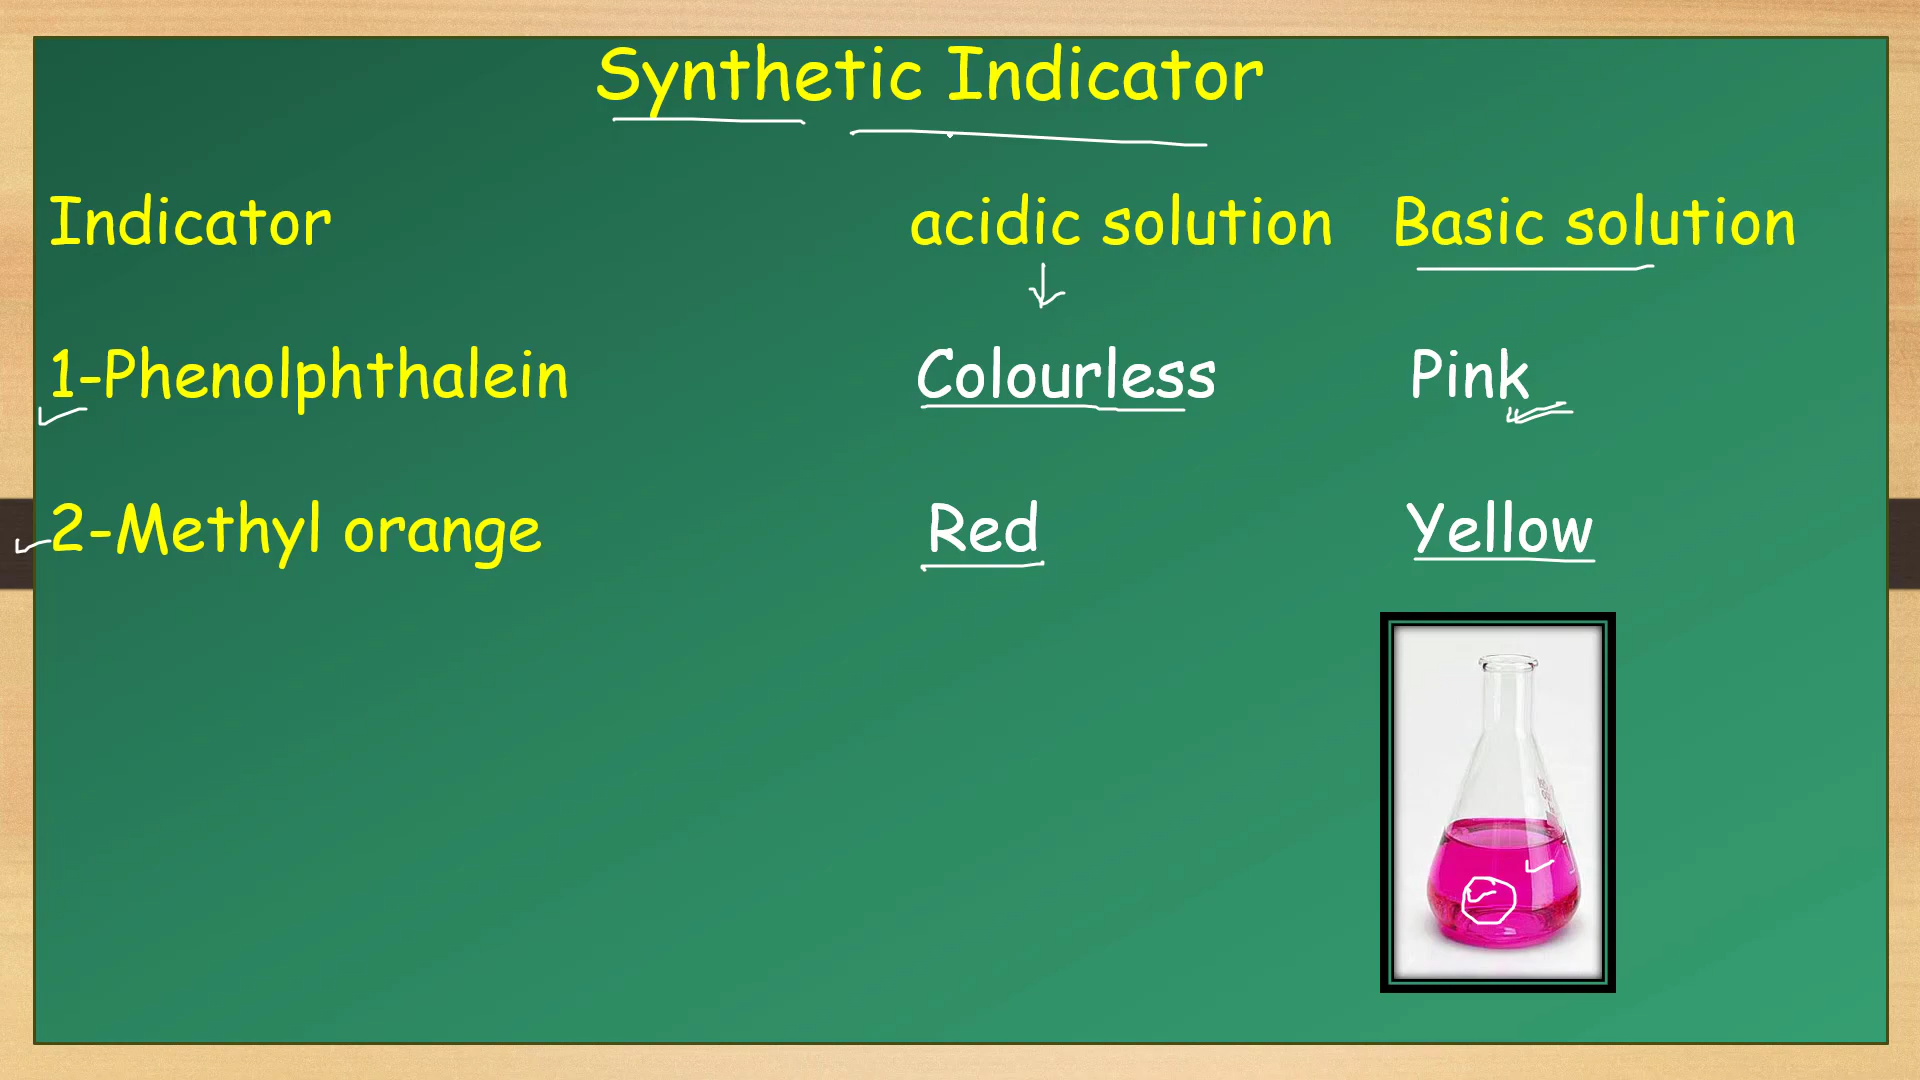 Synthetic Indicator
Indicator acidic solution Basic solution
1-Phenolphthalein Colourless Pink
2-Methyl orange Red Yellow